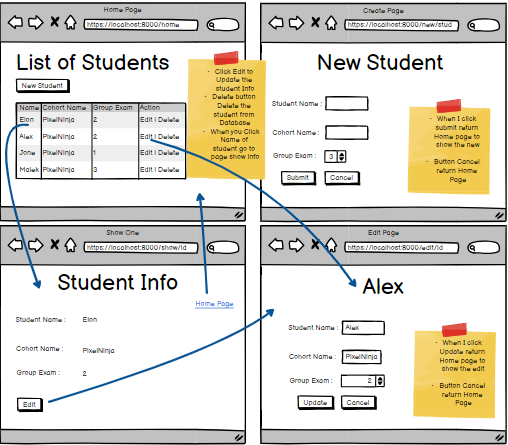 Home Page
https://localhost:8000/home
List of Students
New Student
Name Cohort Name Group Exam Action
Elon PixelNinja 2 Edit | Delete
Alex PixelNinja 2 Edit | Delete
Jone PixelNinja 1 Edit | Delete
Malek PixelNinja 3 Edit | Delete
Click Edit to
Update the
student Info
Delete button
Delete the
student from
Database
When you Click
Name of
student go to
page show info
Create Page
https://localhost:8000/new/stud
New Student
Student Name :
Cohort Name :
Group Exam : 3
Submit Cancel
When I click
submit return
Home page to
show the new
Button Cancel
return Home
Page
Show One
https://localhost:8000/show/id
Student Info
Home Page
Student Name : Elon
Cohort Name : PixelNinja
Group Exam : 2
Edit
Edit Page
https://localhost:8000/edit/id
Alex
Student Name : Alex
Cohort Name : PixelNinja
Group Exam : 2
Update Cancel
When I click
Update return
Home page to
show the edit
Button Cancel
return Home
Page